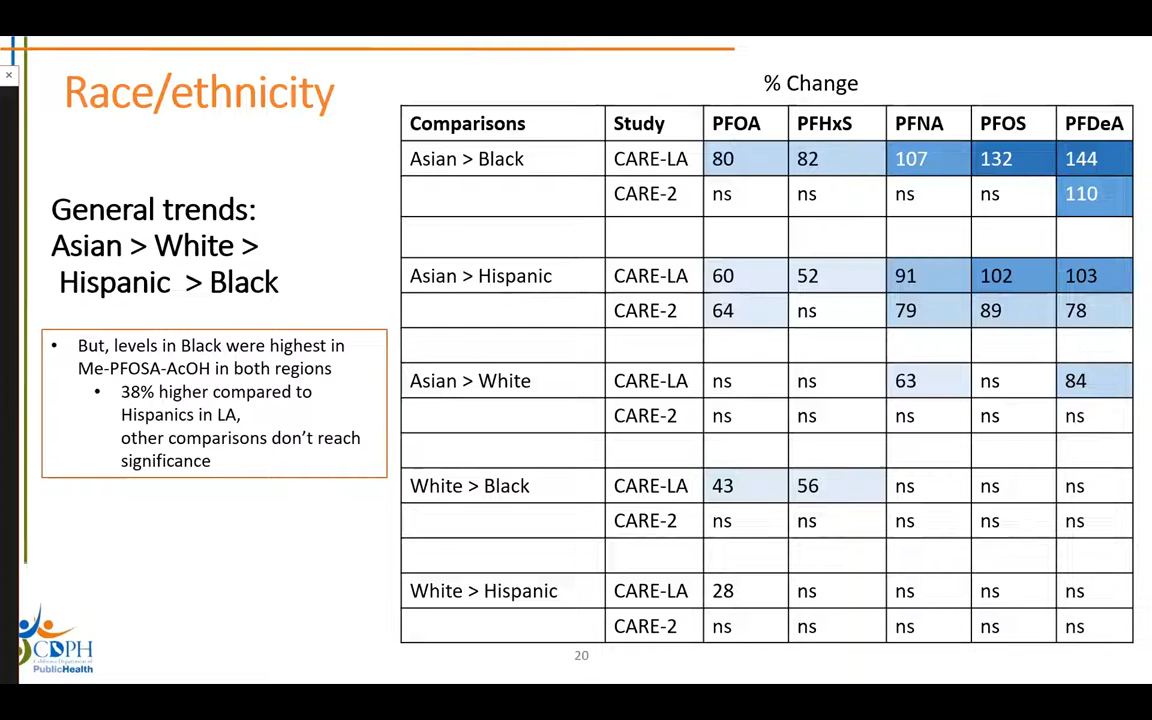 ×
Race/ethnicity
General trends:
Asian > White >
Hispanic > Black
• But, levels in Black were highest in
Me-PFOSA-AcOH in both regions
• 38% higher compared to
Hispanics in LA,
other comparisons don't reach
significance
% Change
Comparisons Study PFOA PFHxS PFNA PFOS PFDeA
Asian > Black CARE-LA 80 82 107 132 144
CARE-2 ns ns ns ns 110
Asian > Hispanic CARE-LA 60 52 91 102 103
CARE-2 64 ns 79 89 78
Asian > White CARE-LA ns ns 63 ns 84
CARE-2 ns ns ns ns ns
White > Black CARE-LA 43 56 ns ns ns
CARE-2 ns ns ns ns ns
White > Hispanic CARE-LA 28 ns ns ns ns
CARE-2 ns ns ns ns ns
CDPH
California Department of
PublicHealth
20